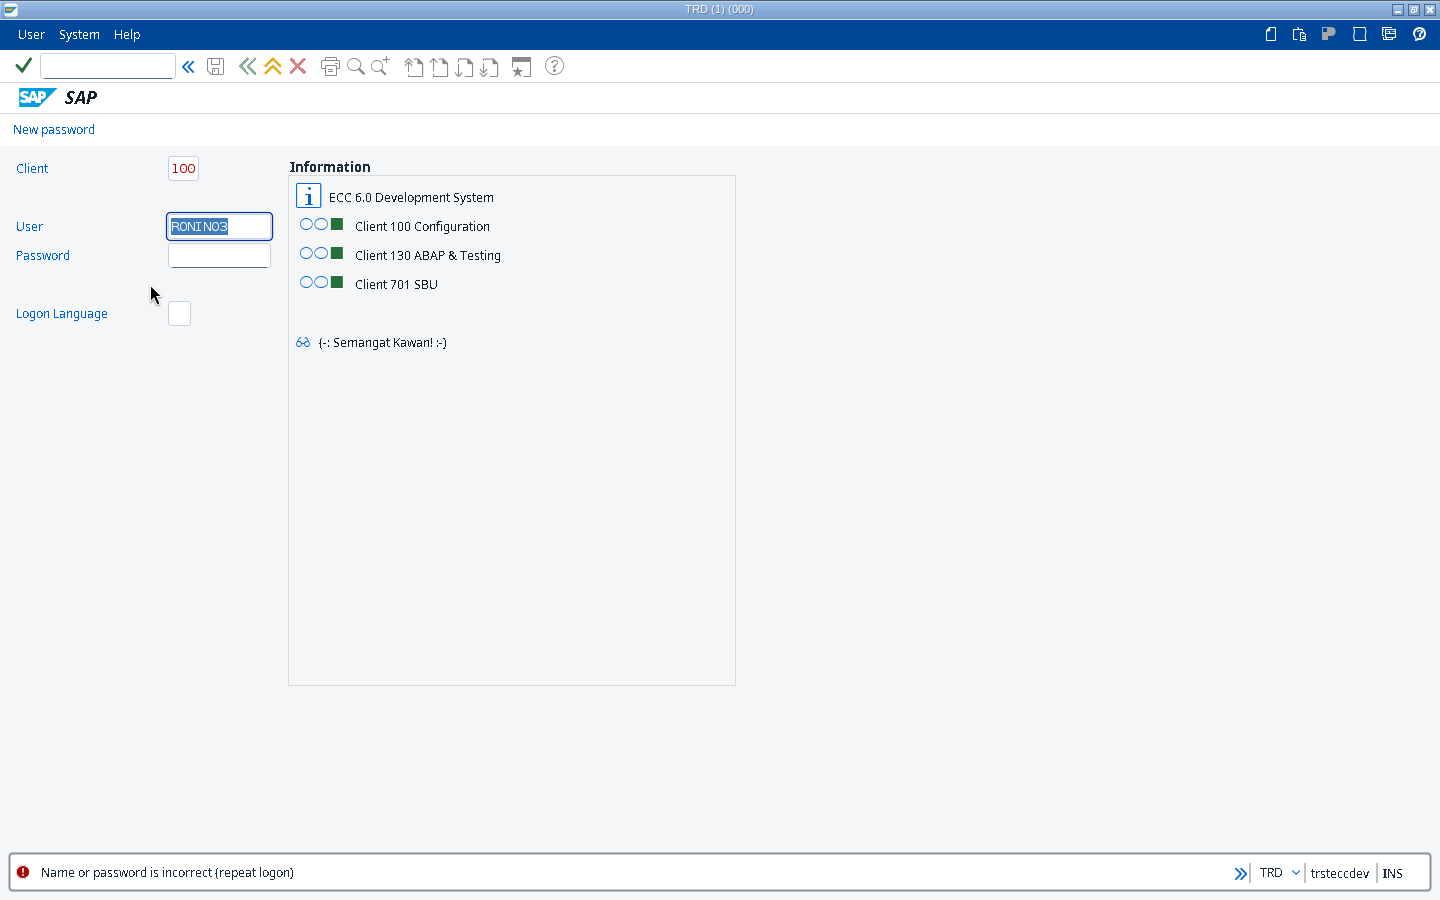 TRD (1) (000)
User System Help
SAP SAP
New password
Client 100
Information
ECC 6.0 Development System
User RONINO3
Client 100 Configuration
Password
Client 130 ABAP & Testing
Client 701 SBU
Logon Language
(-: Semangat Kawan! :-)
Name or password is incorrect (repeat logon)
TRD trsteccdev INS